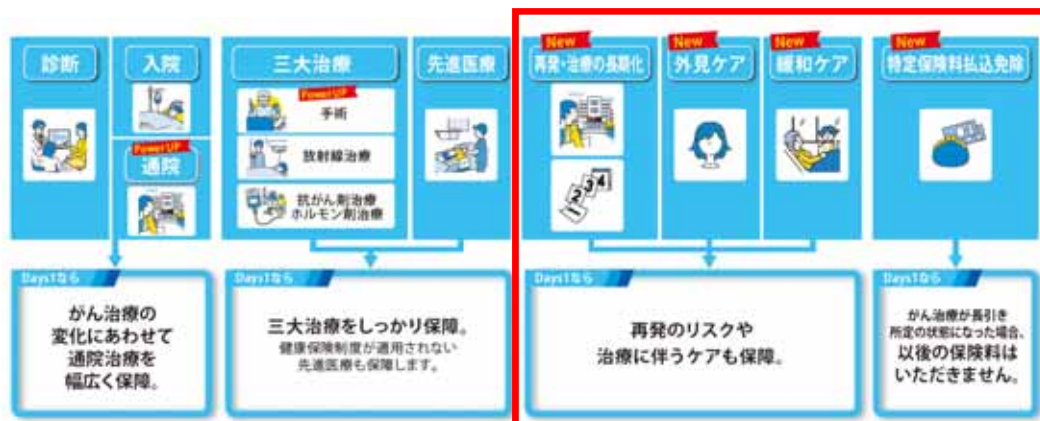 診断
入院
PowerUP
通院
三大治療
PowerUP
手術
放射線治療
抗がん剤治療
ホルモン剤治療
先進医療
New
再発・治療の長期化
1
2
3
4
New
外見ケア
New
緩和ケア
New
特定保険料払込免除
Days1なら
がん治療の
変化にあわせて
通院治療を
幅広く保障。
Days1なら
三大治療をしっかり保障。
健康保険制度が適用されない
先進医療も保障します。
Days1なら
再発のリスクや
治療に伴うケアも保障。
Days1なら
がん治療が長引き
所定の状態になった場合、
以後の保険料は
いただきません。